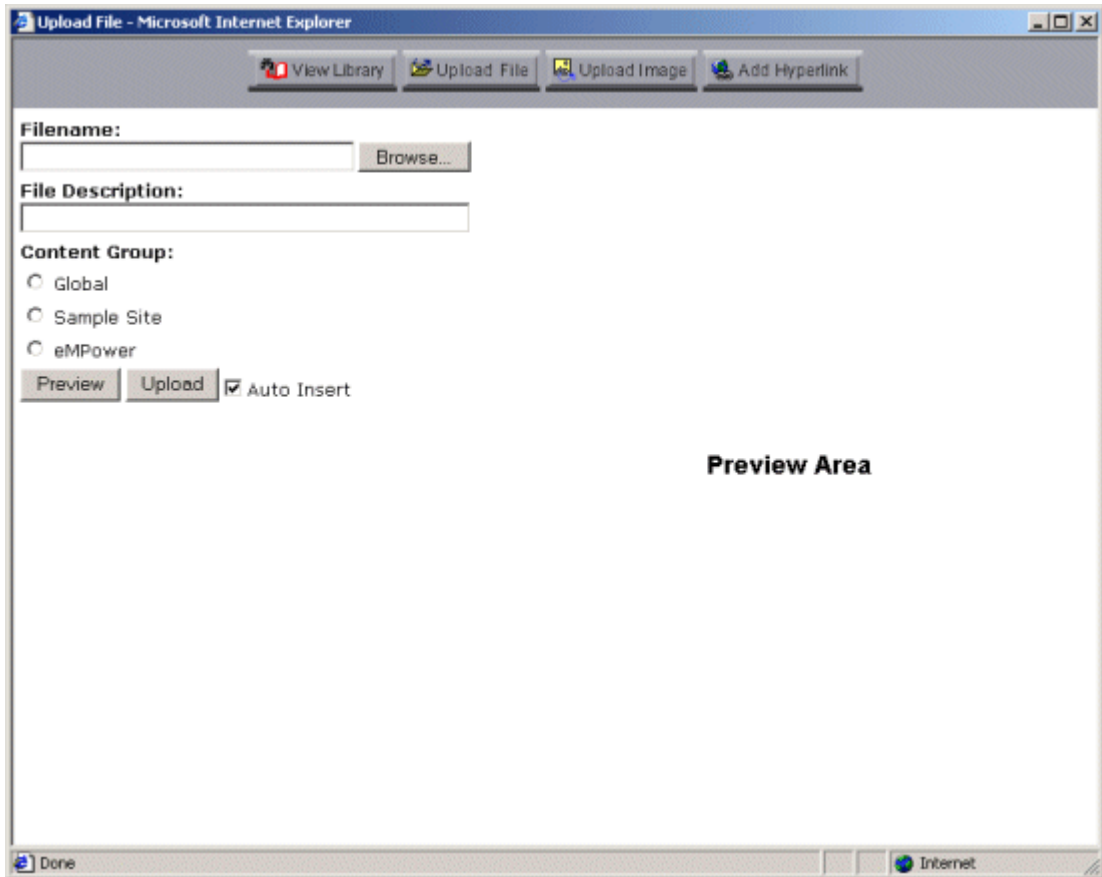 Upload File - Microsoft Internet Explorer
View Library Upload File Upload Image Add Hyperlink
Filename:
Browse...
File Description:
Content Group:
Global
Sample Site
eMPower
Preview Upload Auto Insert
Preview Area
Done Internet